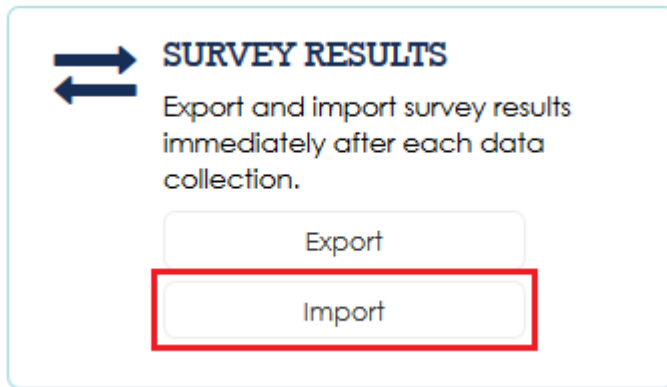 SURVEY RESULTS
Export and import survey results
immediately after each data
collection.
Export
Import